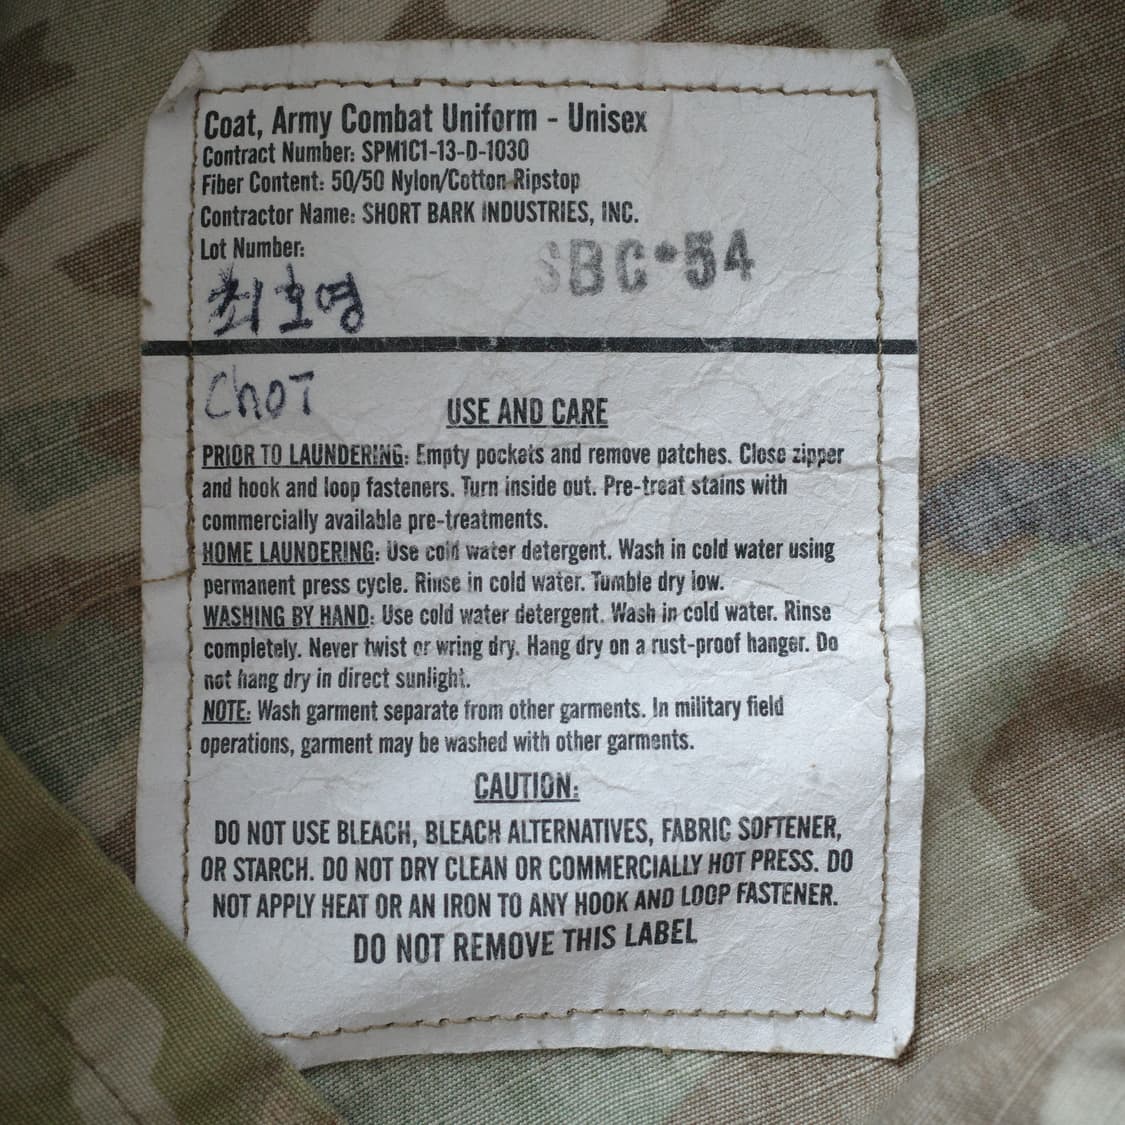 Coat, Army Combat Uniform - Unisex
Contract Number: SPM1C1-13-D-1030
Fiber Content: 50/50 Nylon/Cotton Ripstop
Contractor Name: SHORT BARK INDUSTRIES, INC.
Lot Number:
SBC*54
최호영
ChoI
USE AND CARE
PRIOR TO LAUNDERING: Empty pockets and remove patches. Close zipper
and hook and loop fasteners. Turn inside out. Pre-treat stains with
commercially available pre-treatments.
HOME LAUNDERING: Use cold water detergent. Wash in cold water using
permanent press cycle. Rinse in cold water. Tumble dry low.
WASHING BY HAND: Use cold water detergent. Wash in cold water. Rinse
completely. Never twist or wring dry. Hang dry on a rust-proof hanger. Do
not hang dry in direct sunlight.
NOTE: Wash garment separate from other garments. In military field
operations, garment may be washed with other garments.
CAUTION:
DO NOT USE BLEACH, BLEACH ALTERNATIVES, FABRIC SOFTENER,
OR STARCH. DO NOT DRY CLEAN OR COMMERCIALLY HOT PRESS. DO
NOT APPLY HEAT OR AN IRON TO ANY HOOK AND LOOP FASTENER.
DO NOT REMOVE THIS LABEL